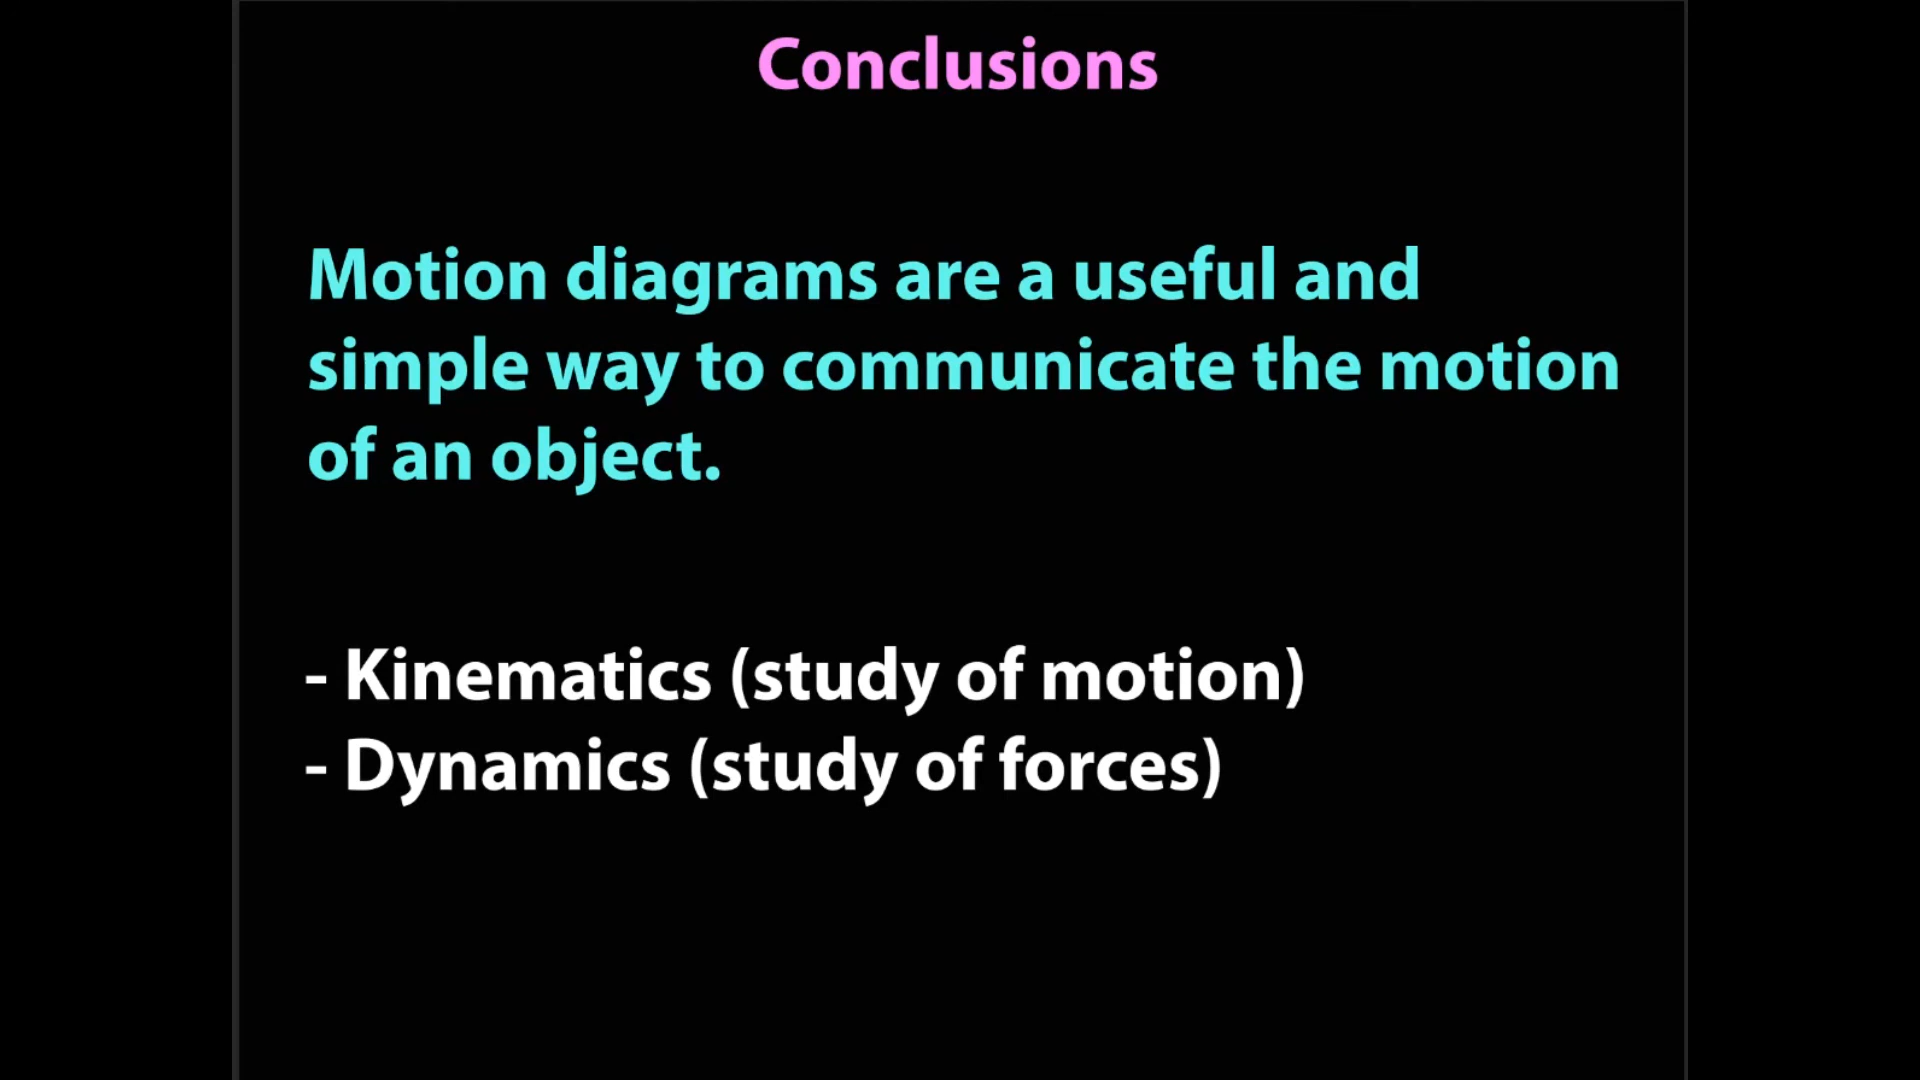 Conclusions
Motion diagrams are a useful and
simple way to communicate the motion
of an object.
- Kinematics (study of motion)
- Dynamics (study of forces)